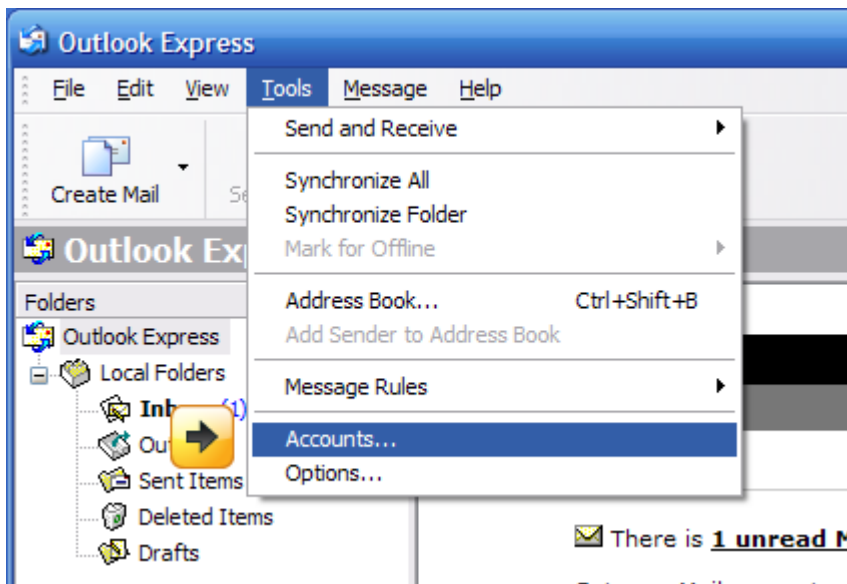 Outlook Express
File Edit View Tools Message Help
Send and Receive
Create Mail
Synchronize All
Synchronize Folder
Mark for Offline
Outlook
Address Book... Ctrl+Shift+B
Add Sender to Address Book
Message Rules
Accounts...
Options...
Folders
Outlook Express
Local Folders
(1)
Sent Items
Deleted Items
Drafts
There is 1 unread